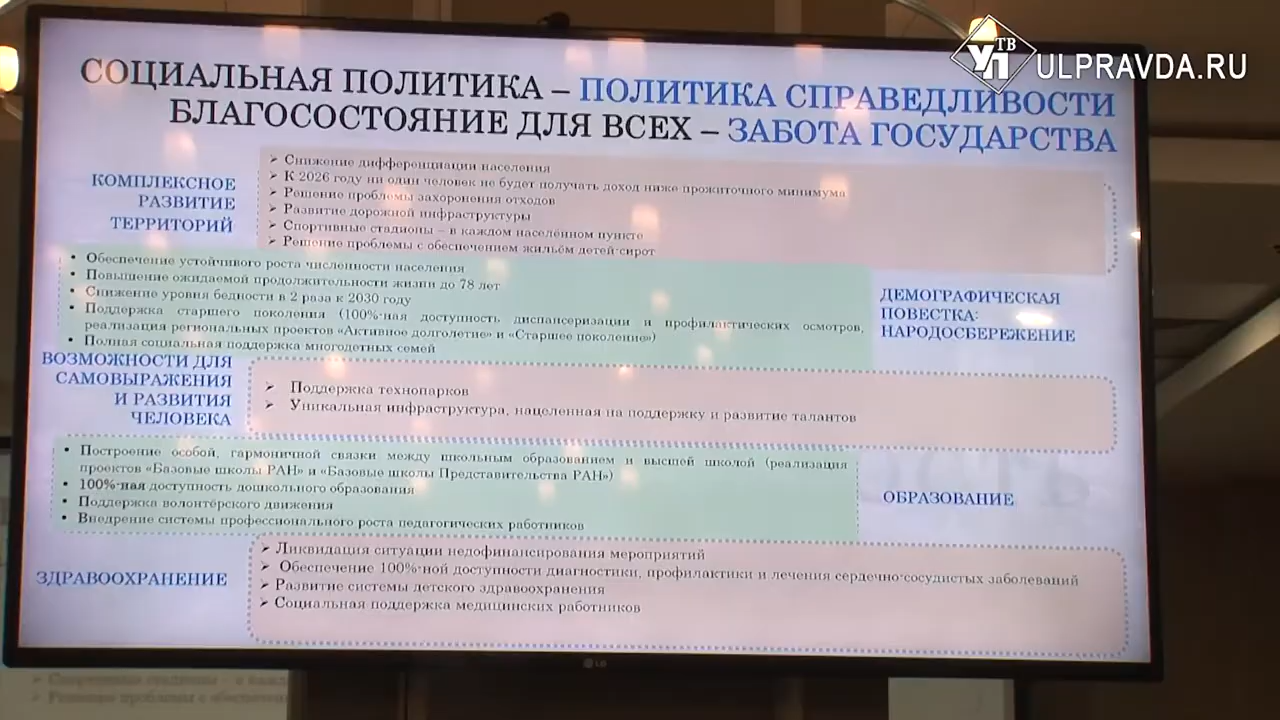 ТВ
УП
ULPRAVDA.RU
СОЦИАЛЬНАЯ ПОЛИТИКА – ПОЛИТИКА СПРАВЕДЛИВОСТИ
БЛАГОСОСТОЯНИЕ ДЛЯ ВСЕХ – ЗАБОТА ГОСУДАРСТВА
КОМПЛЕКСНОЕ
РАЗВИТИЕ
ТЕРРИТОРИЙ
➢ Снижение дифференциации населения
➢ К 2026 году ни один человек не будет получать доход ниже прожиточного минимума
➢ Решение проблемы захоронения отходов
➢ Развитие дорожной инфраструктуры
➢ Спортивные стадионы – в каждом населённом пункте
➢ Решение проблемы с обеспечением жильём детей-сирот
• Обеспечение устойчивого роста численности населения
• Повышение ожидаемой продолжительности жизни до 78 лет
• Снижение уровня бедности в 2 раза к 2030 году
• Поддержка старшего поколения (100%-ная доступность диспансеризации и профилактических осмотров,
реализация региональных проектов «Активное долголетие» и «Старшее поколение»)
• Полная социальная поддержка многодетных семей
ДЕМОГРАФИЧЕСКАЯ
ПОВЕСТКА:
НАРОДОСБЕРЕЖЕНИЕ
ВОЗМОЖНОСТИ ДЛЯ
САМОВЫРАЖЕНИЯ
И РАЗВИТИЯ
ЧЕЛОВЕКА
➢ Поддержка технопарков
➢ Уникальная инфраструктура, нацеленная на поддержку и развитие талантов
• Построение особой, гармоничной связки между школьным образованием и высшей школой (реализация
проектов «Базовые школы РАН» и «Базовые школы Представительства РАН»)
• 100%-ная доступность дошкольного образования
• Поддержка волонтёрского движения
• Внедрение системы профессионального роста педагогических работников
ОБРАЗОВАНИЕ
ЗДРАВООХРАНЕНИЕ
➢ Ликвидация ситуации недофинансирования мероприятий
➢ Обеспечение 100%-ной доступности диагностики, профилактики и лечения сердечно-сосудистых заболеваний
➢ Развитие системы детского здравоохранения
➢ Социальная поддержка медицинских работников
LG